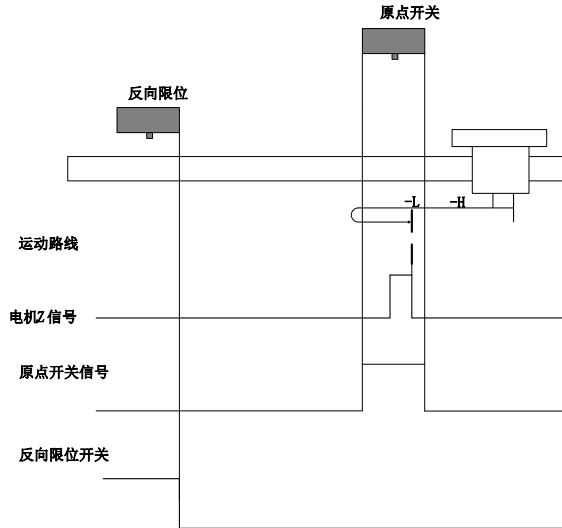 原点开关
反向限位
-L
-H
运动路线
电机Z信号
原点开关信号
反向限位开关